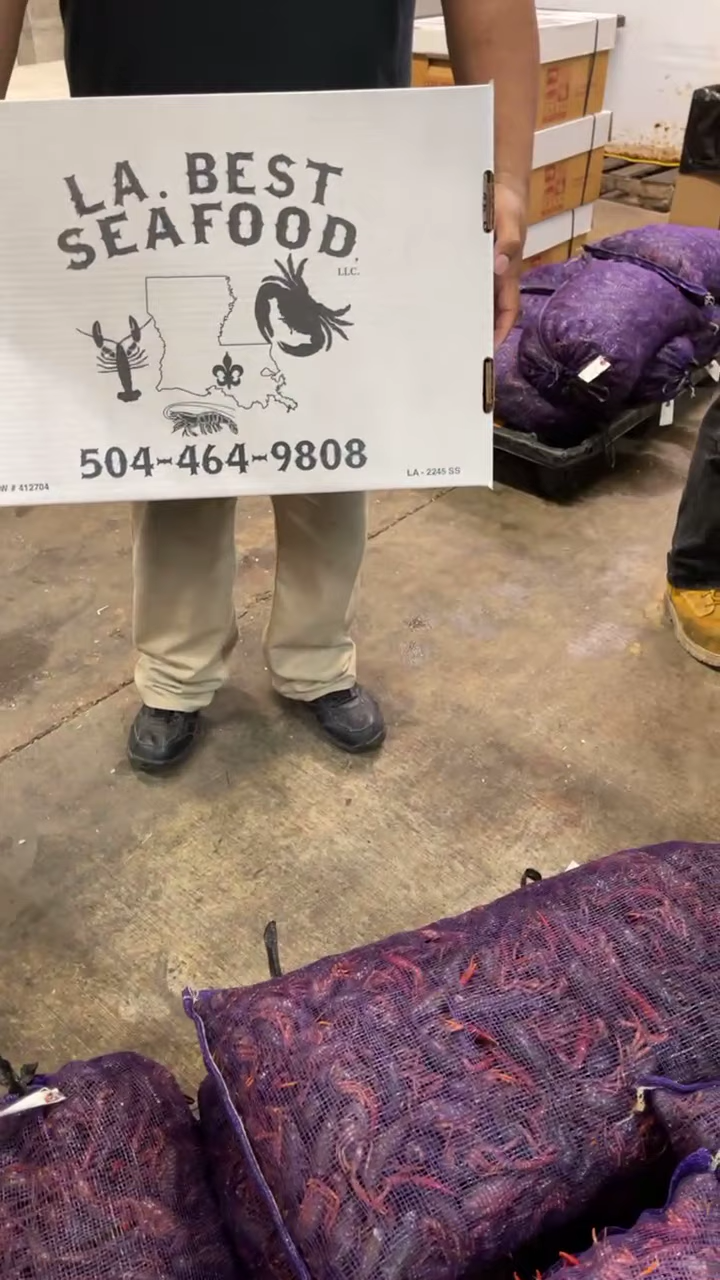 LA. BEST
SEAFOOD,
LLC.
504-464-9808
W # 412704
LA - 2245 SS